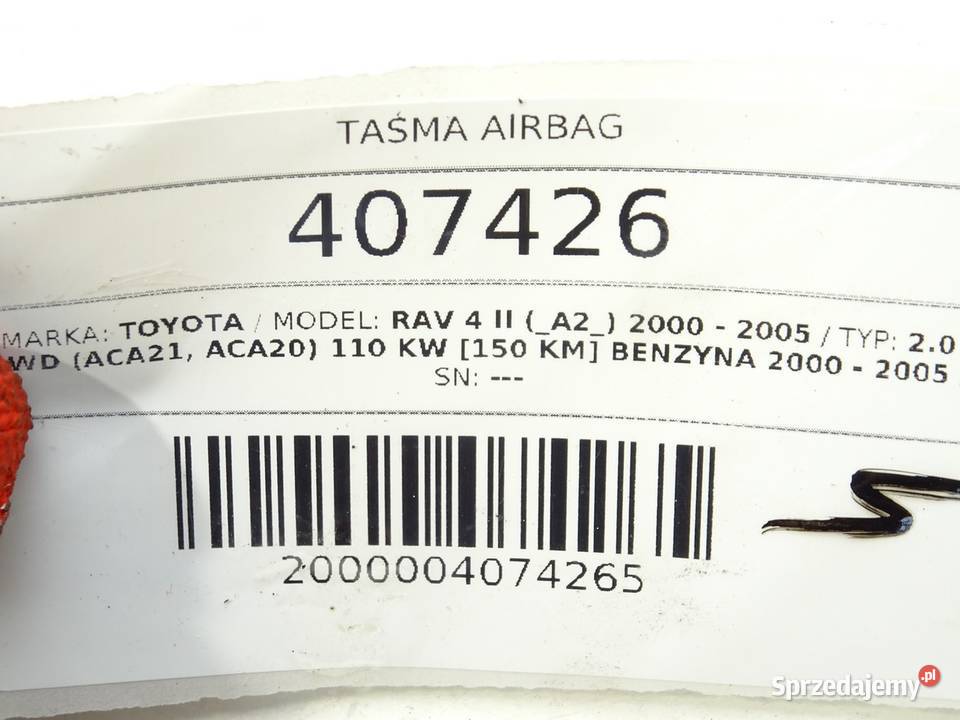 TAŚMA AIRBAG
407426
MARKA: TOYOTA / MODEL: RAV 4 II (_A2_) 2000 - 2005 / TYP: 2.0
WD (ACA21, ACA20) 110 KW [150 KM] BENZYNA 2000 - 2005
SN: ---
2000004074265
Sprzedajemy.pl